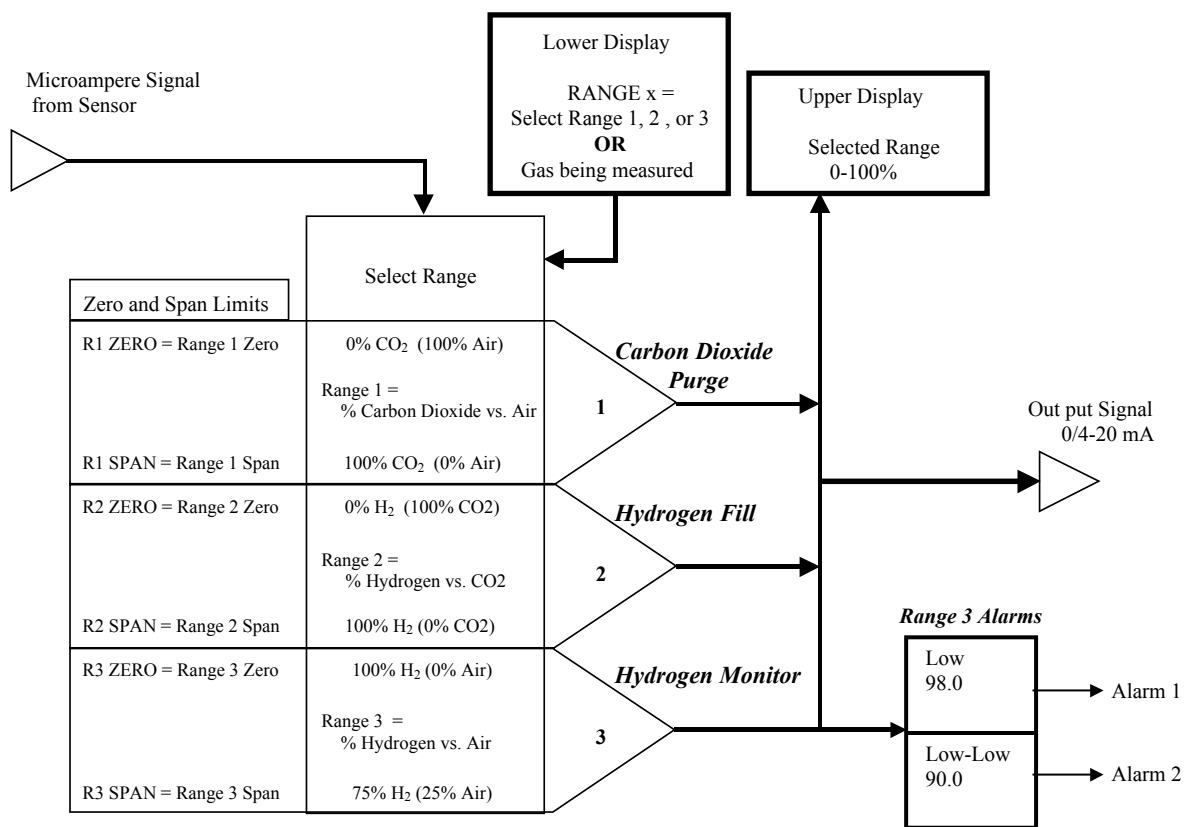 Lower Display
RANGE x =
Select Range 1, 2 , or 3
OR
Gas being measured
Upper Display
Selected Range
0-100%
Microampere Signal
from Sensor
Select Range
Zero and Span Limits
R1 ZERO = Range 1 Zero
0% CO₂ (100% Air)
Range 1 =
% Carbon Dioxide vs. Air
R1 SPAN = Range 1 Span
100% CO₂ (0% Air)
1
Carbon Dioxide
Purge
R2 ZERO = Range 2 Zero
0% H₂ (100% CO2)
Range 2 =
% Hydrogen vs. CO2
R2 SPAN = Range 2 Span
100% H₂ (0% CO2)
2
Hydrogen Fill
R3 ZERO = Range 3 Zero
100% H₂ (0% Air)
Range 3 =
% Hydrogen vs. Air
R3 SPAN = Range 3 Span
75% H₂ (25% Air)
3
Hydrogen Monitor
Out put Signal
0/4-20 mA
Range 3 Alarms
Low
98.0
Alarm 1
Low-Low
90.0
Alarm 2